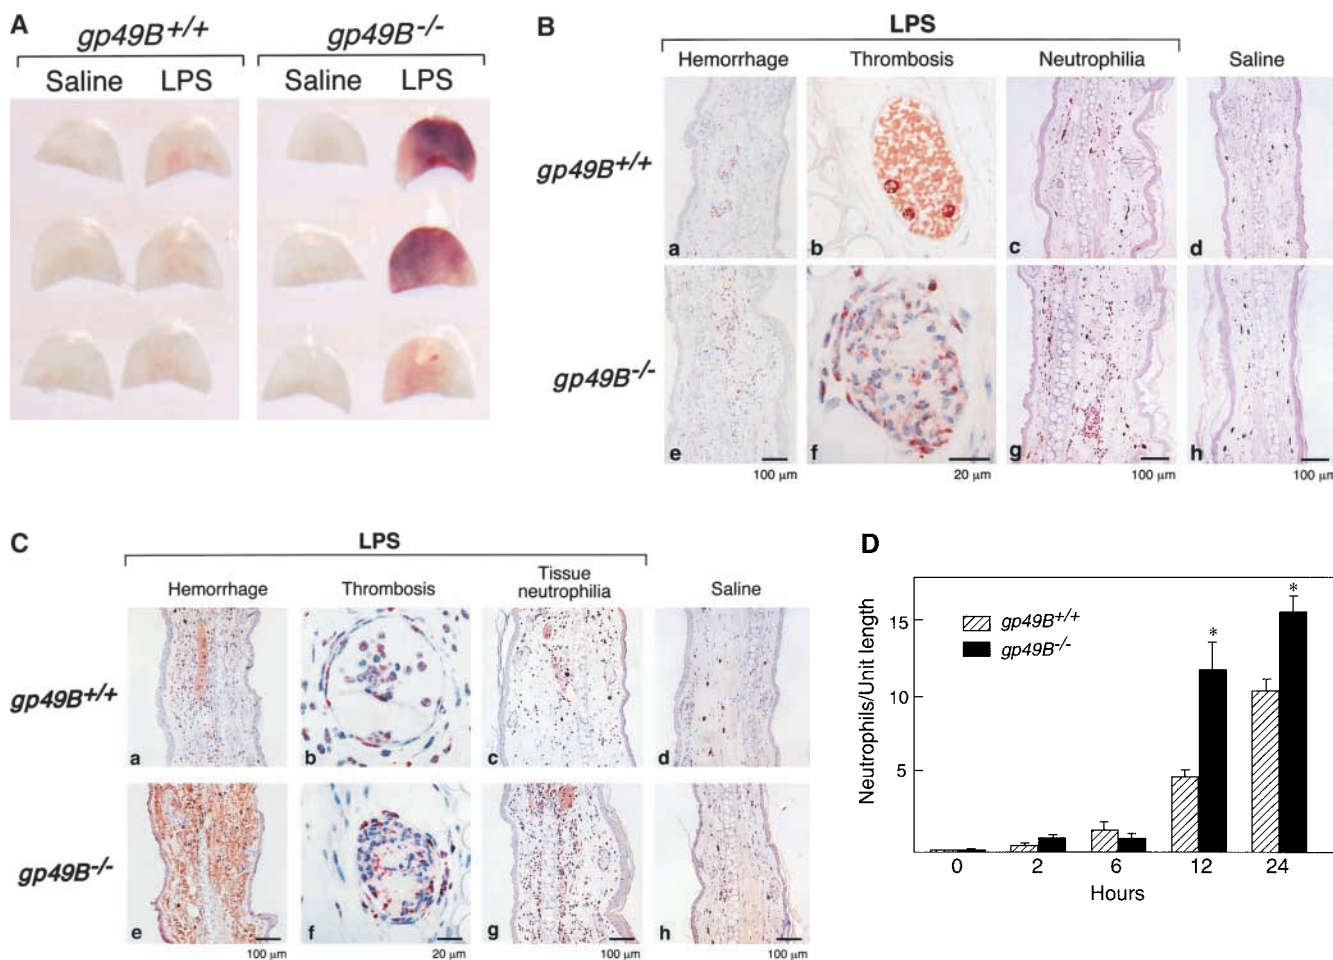 A
gp49B+/+ gp49B-/-
Saline LPS Saline LPS
B
LPS
Hemorrhage Thrombosis Neutrophilia Saline
gp49B+/+
a b c d
gp49B-/-
e f g h
100 µm 20 µm 100 µm 100 µm
C
LPS
Hemorrhage Thrombosis Tissue neutrophilia Saline
gp49B+/+
a b c d
gp49B-/-
e f g h
100 µm 20 µm 100 µm 100 µm
D
Neutrophils/Unit length
15
10
5
gp49B+/+
gp49B-/-
* *
0 2 6 12 24
Hours